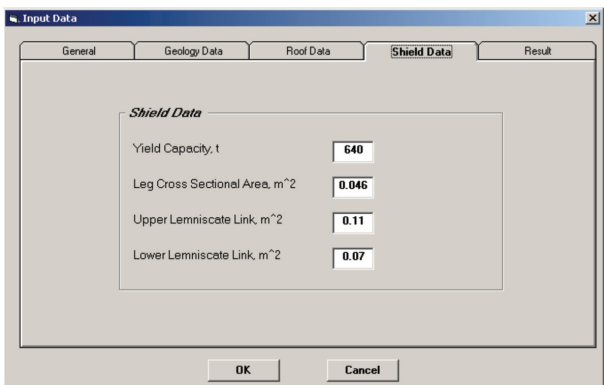 Input Data
General Geology Data Roof Data Shield Data Result
Shield Data
Yield Capacity, t 640
Leg Cross Sectional Area, m^2 0.046
Upper Lemniscate Link, m^2 0.11
Lower Lemniscate Link, m^2 0.07
OK Cancel